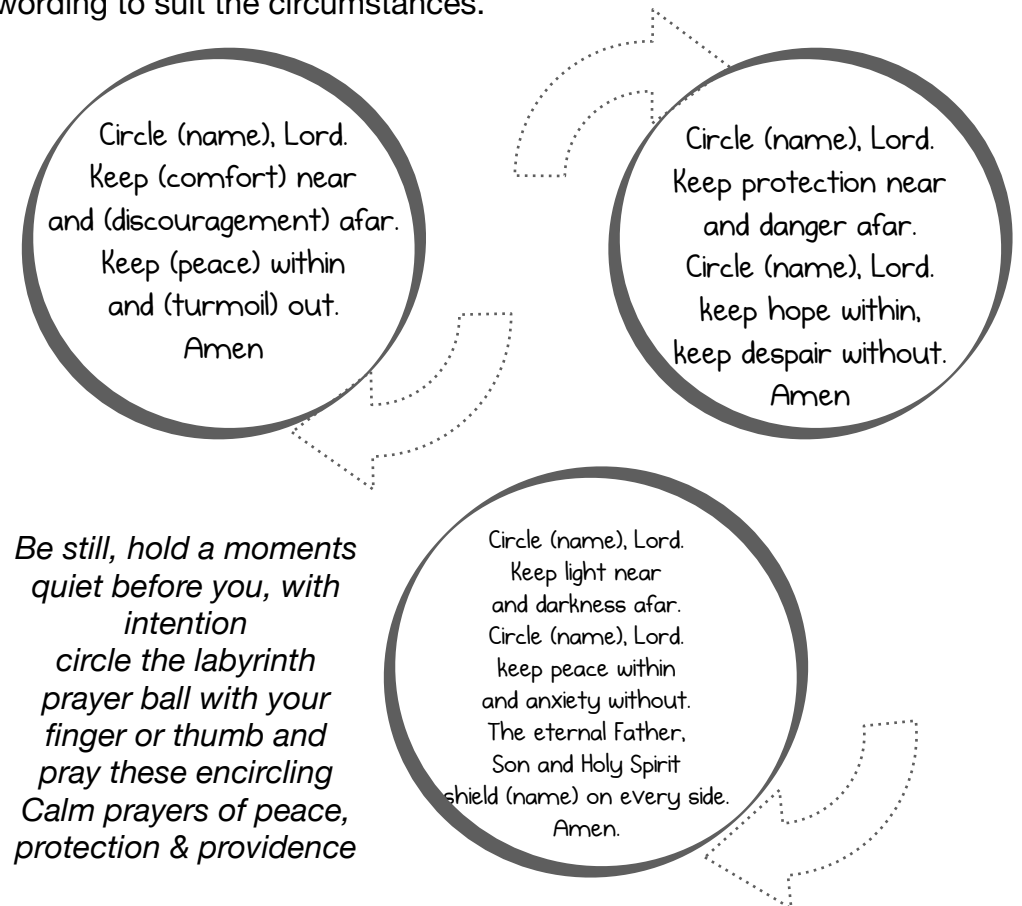 wording to suit the circumstances.
Circle (name), Lord.
Keep (comfort) near
and (discouragement) afar.
Keep (peace) within
and (turmoil) out.
Amen
Circle (name), Lord.
Keep protection near
and danger afar.
Circle (name), Lord.
keep hope within,
keep despair without.
Amen
Be still, hold a moments
quiet before you, with
intention
circle the labyrinth
prayer ball with your
finger or thumb and
pray these encircling
Calm prayers of peace,
protection & providence
Circle (name), Lord.
Keep light near
and darkness afar.
Circle (name), Lord.
keep peace within
and anxiety without.
The eternal Father,
Son and Holy Spirit
shield (name) on every side.
Amen.